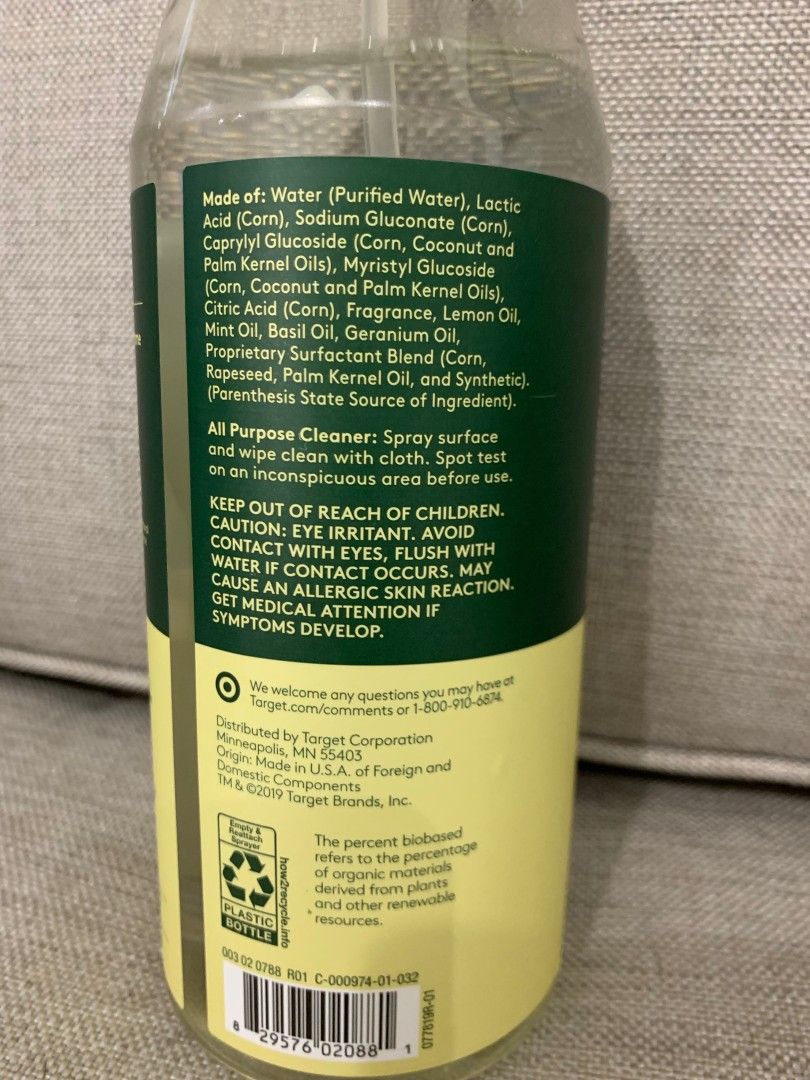 Made of: Water (Purified Water), Lactic
Acid (Corn), Sodium Gluconate (Corn),
Caprylyl Glucoside (Corn, Coconut and
Palm Kernel Oils), Myristyl Glucoside
(Corn, Coconut and Palm Kernel Oils),
Citric Acid (Corn), Fragrance, Lemon Oil,
Mint Oil, Basil Oil, Geranium Oil,
Proprietary Surfactant Blend (Corn,
Rapeseed, Palm Kernel Oil, and Synthetic).
(Parenthesis State Source of Ingredient).
All Purpose Cleaner: Spray surface
and wipe clean with cloth. Spot test
on an inconspicuous area before use.
KEEP OUT OF REACH OF CHILDREN.
CAUTION: EYE IRRITANT. AVOID
CONTACT WITH EYES, FLUSH WITH
WATER IF CONTACT OCCURS. MAY
CAUSE AN ALLERGIC SKIN REACTION.
GET MEDICAL ATTENTION IF
SYMPTOMS DEVELOP.
We welcome any questions you may have at
Target.com/comments or 1-800-910-6874.
Distributed by Target Corporation
Minneapolis, MN 55403
Origin: Made in U.S.A. of Foreign and
Domestic Components
TM & ©2019 Target Brands, Inc.
Empty &
Reattach
Sprayer
PLASTIC
BOTTLE
how2recycle.info
The percent biobased
refers to the percentage
of organic materials
derived from plants
and other renewable
resources.
003 02 0788 R01 C-000974-01-032
8 29576 02088 1
077819R-01